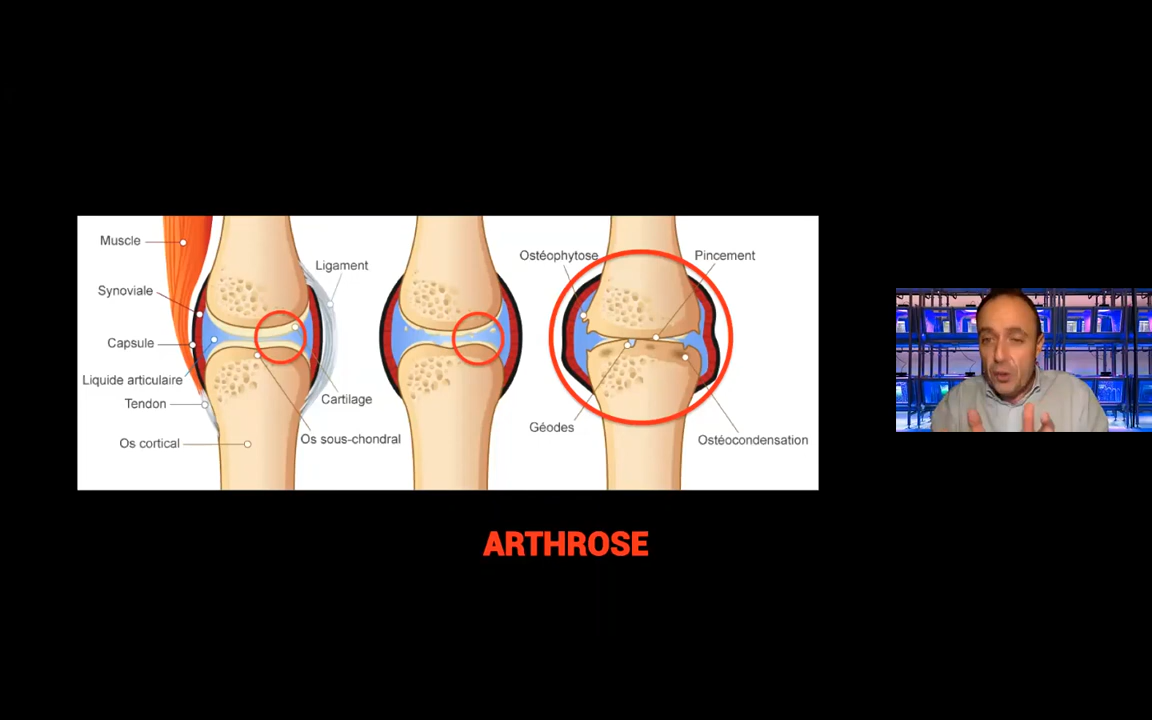 Muscle
Synoviale
Capsule
Liquide articulaire
Tendon
Os cortical
Ligament
Cartilage
Os sous-chondral
Ostéophytose
Pincement
Géodes
Ostéocondensation
ARTHROSE